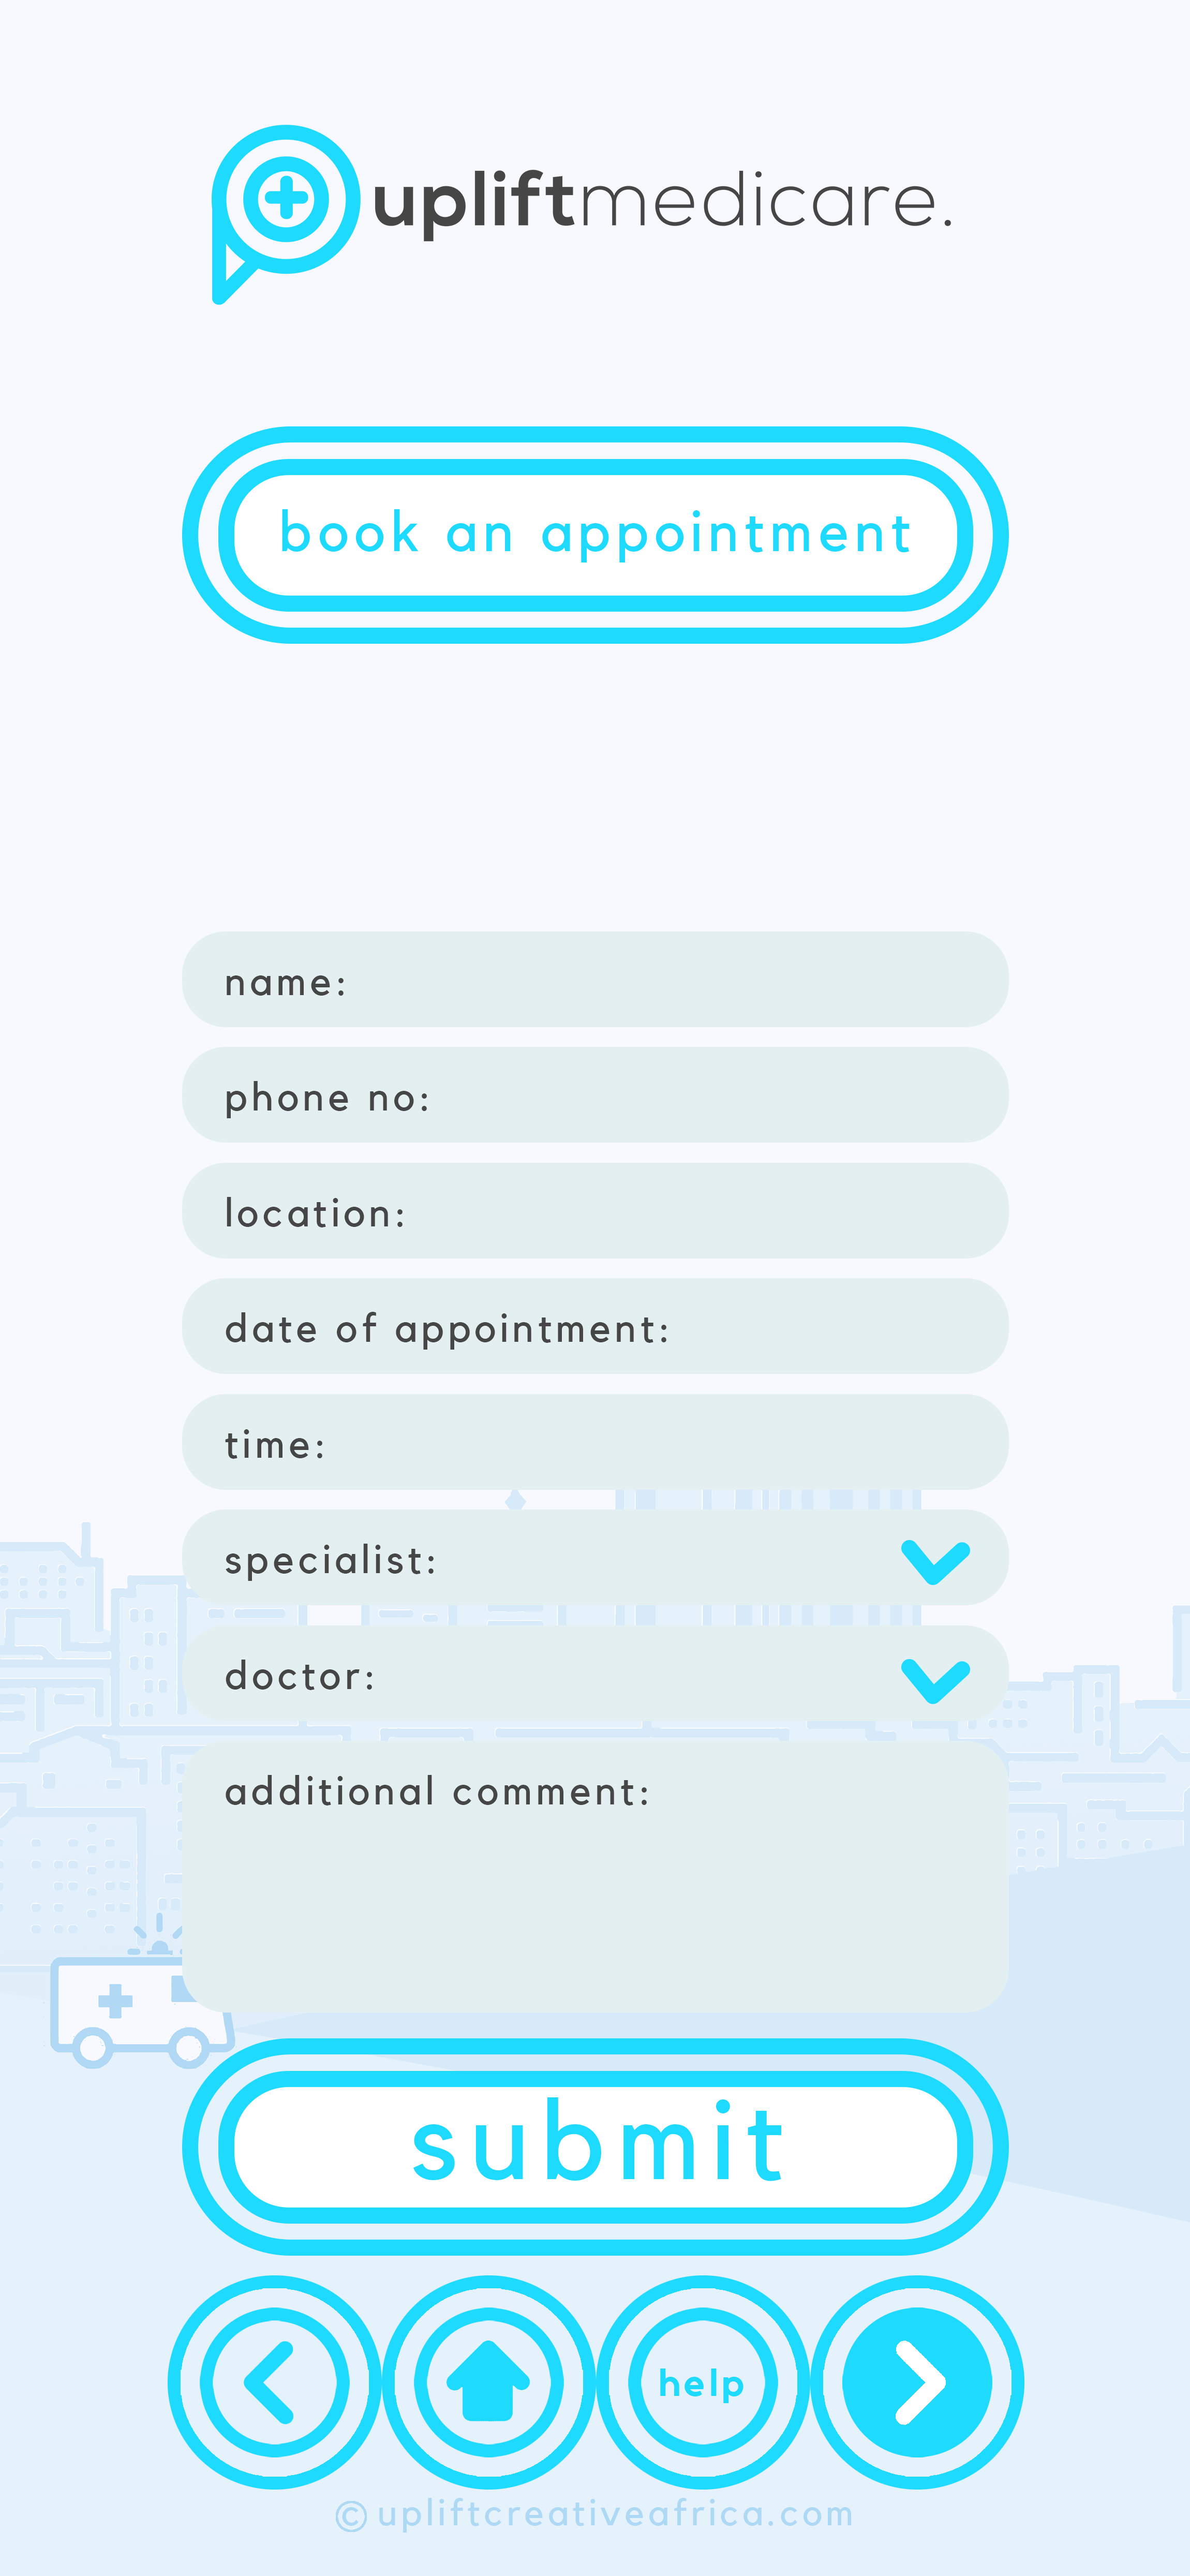 upliftmedicare.
book an appointment
name:
phone no:
location:
date of appointment:
time:
specialist:
doctor:
additional comment:
submit
help
©upliftcreativeafrica.com